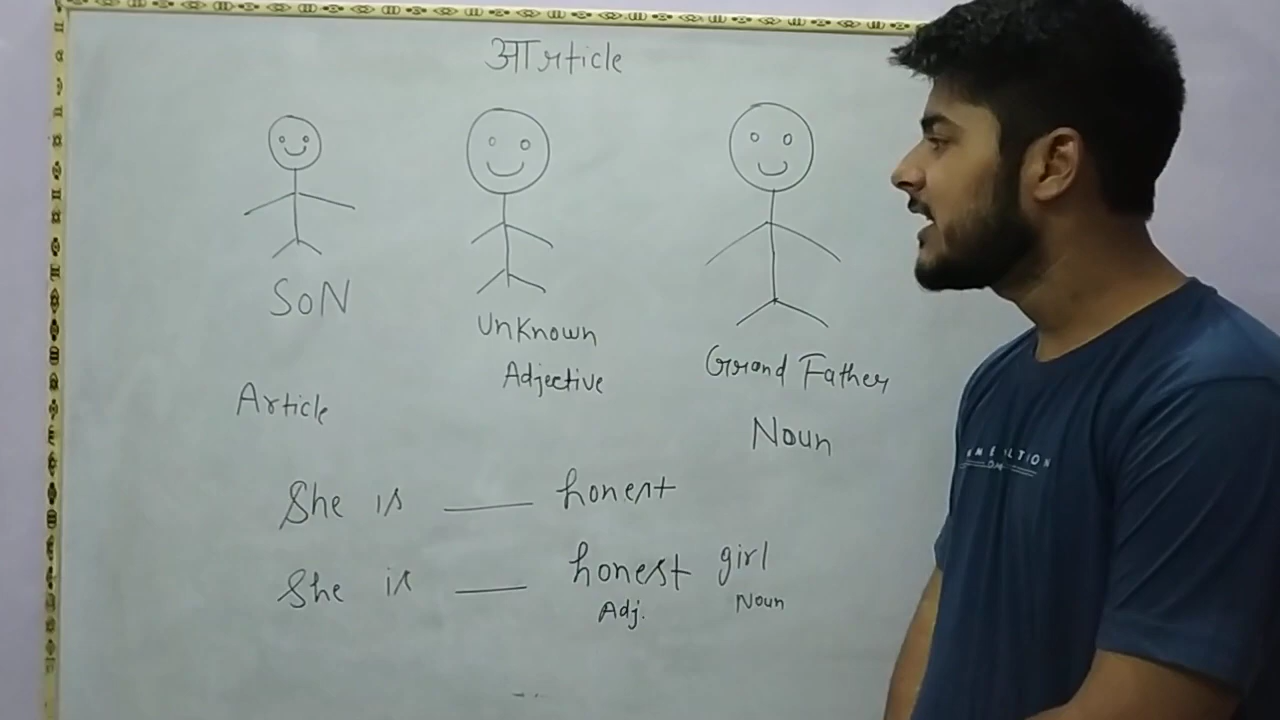 आrticle
SoN
Unknown
Adjective
Grand Father
Noun
Article
She is ____ honest
She is ____ honest girl
Adj. Noun